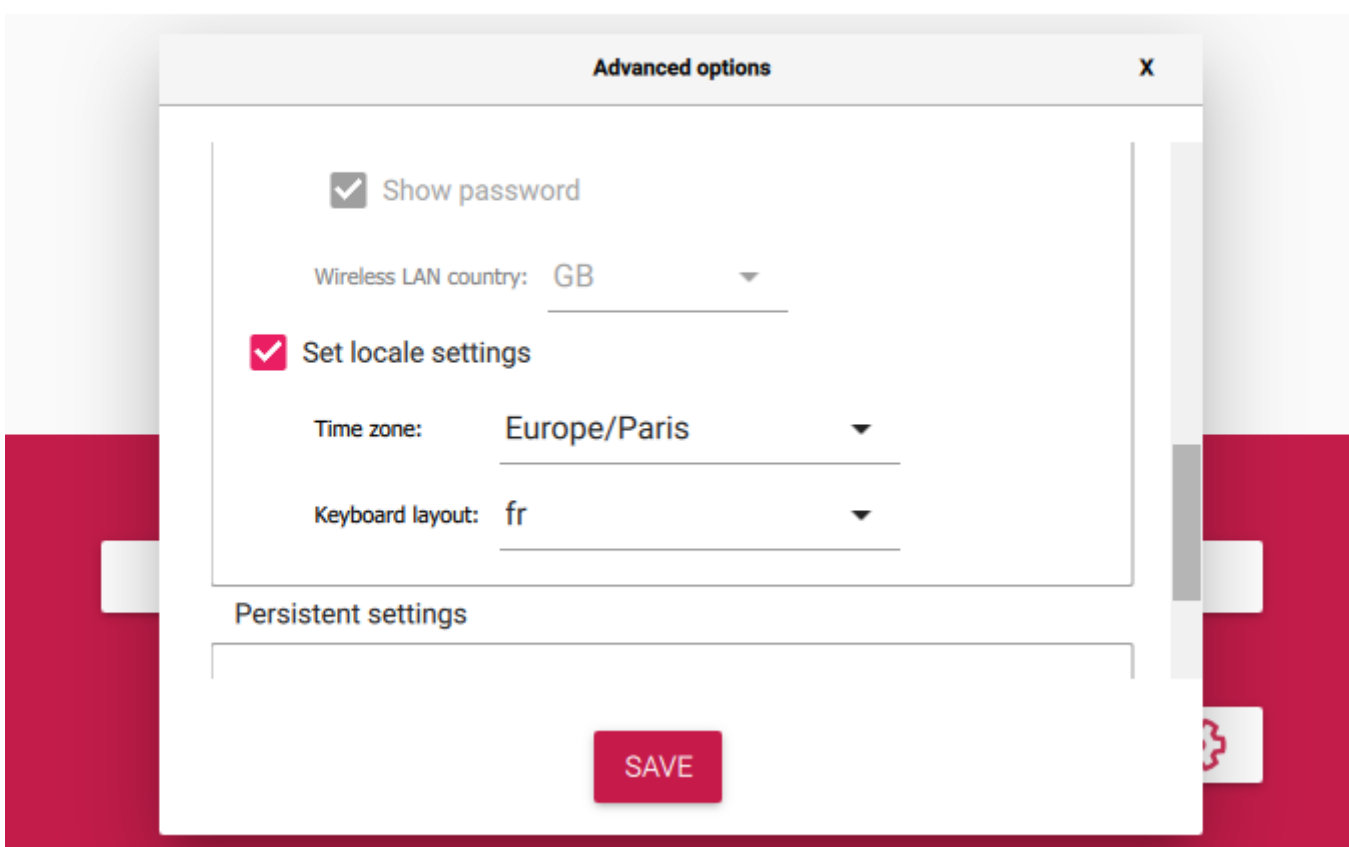 Advanced options X
Show password
Wireless LAN country: GB
Set locale settings
Time zone: Europe/Paris
Keyboard layout: fr
Persistent settings
SAVE